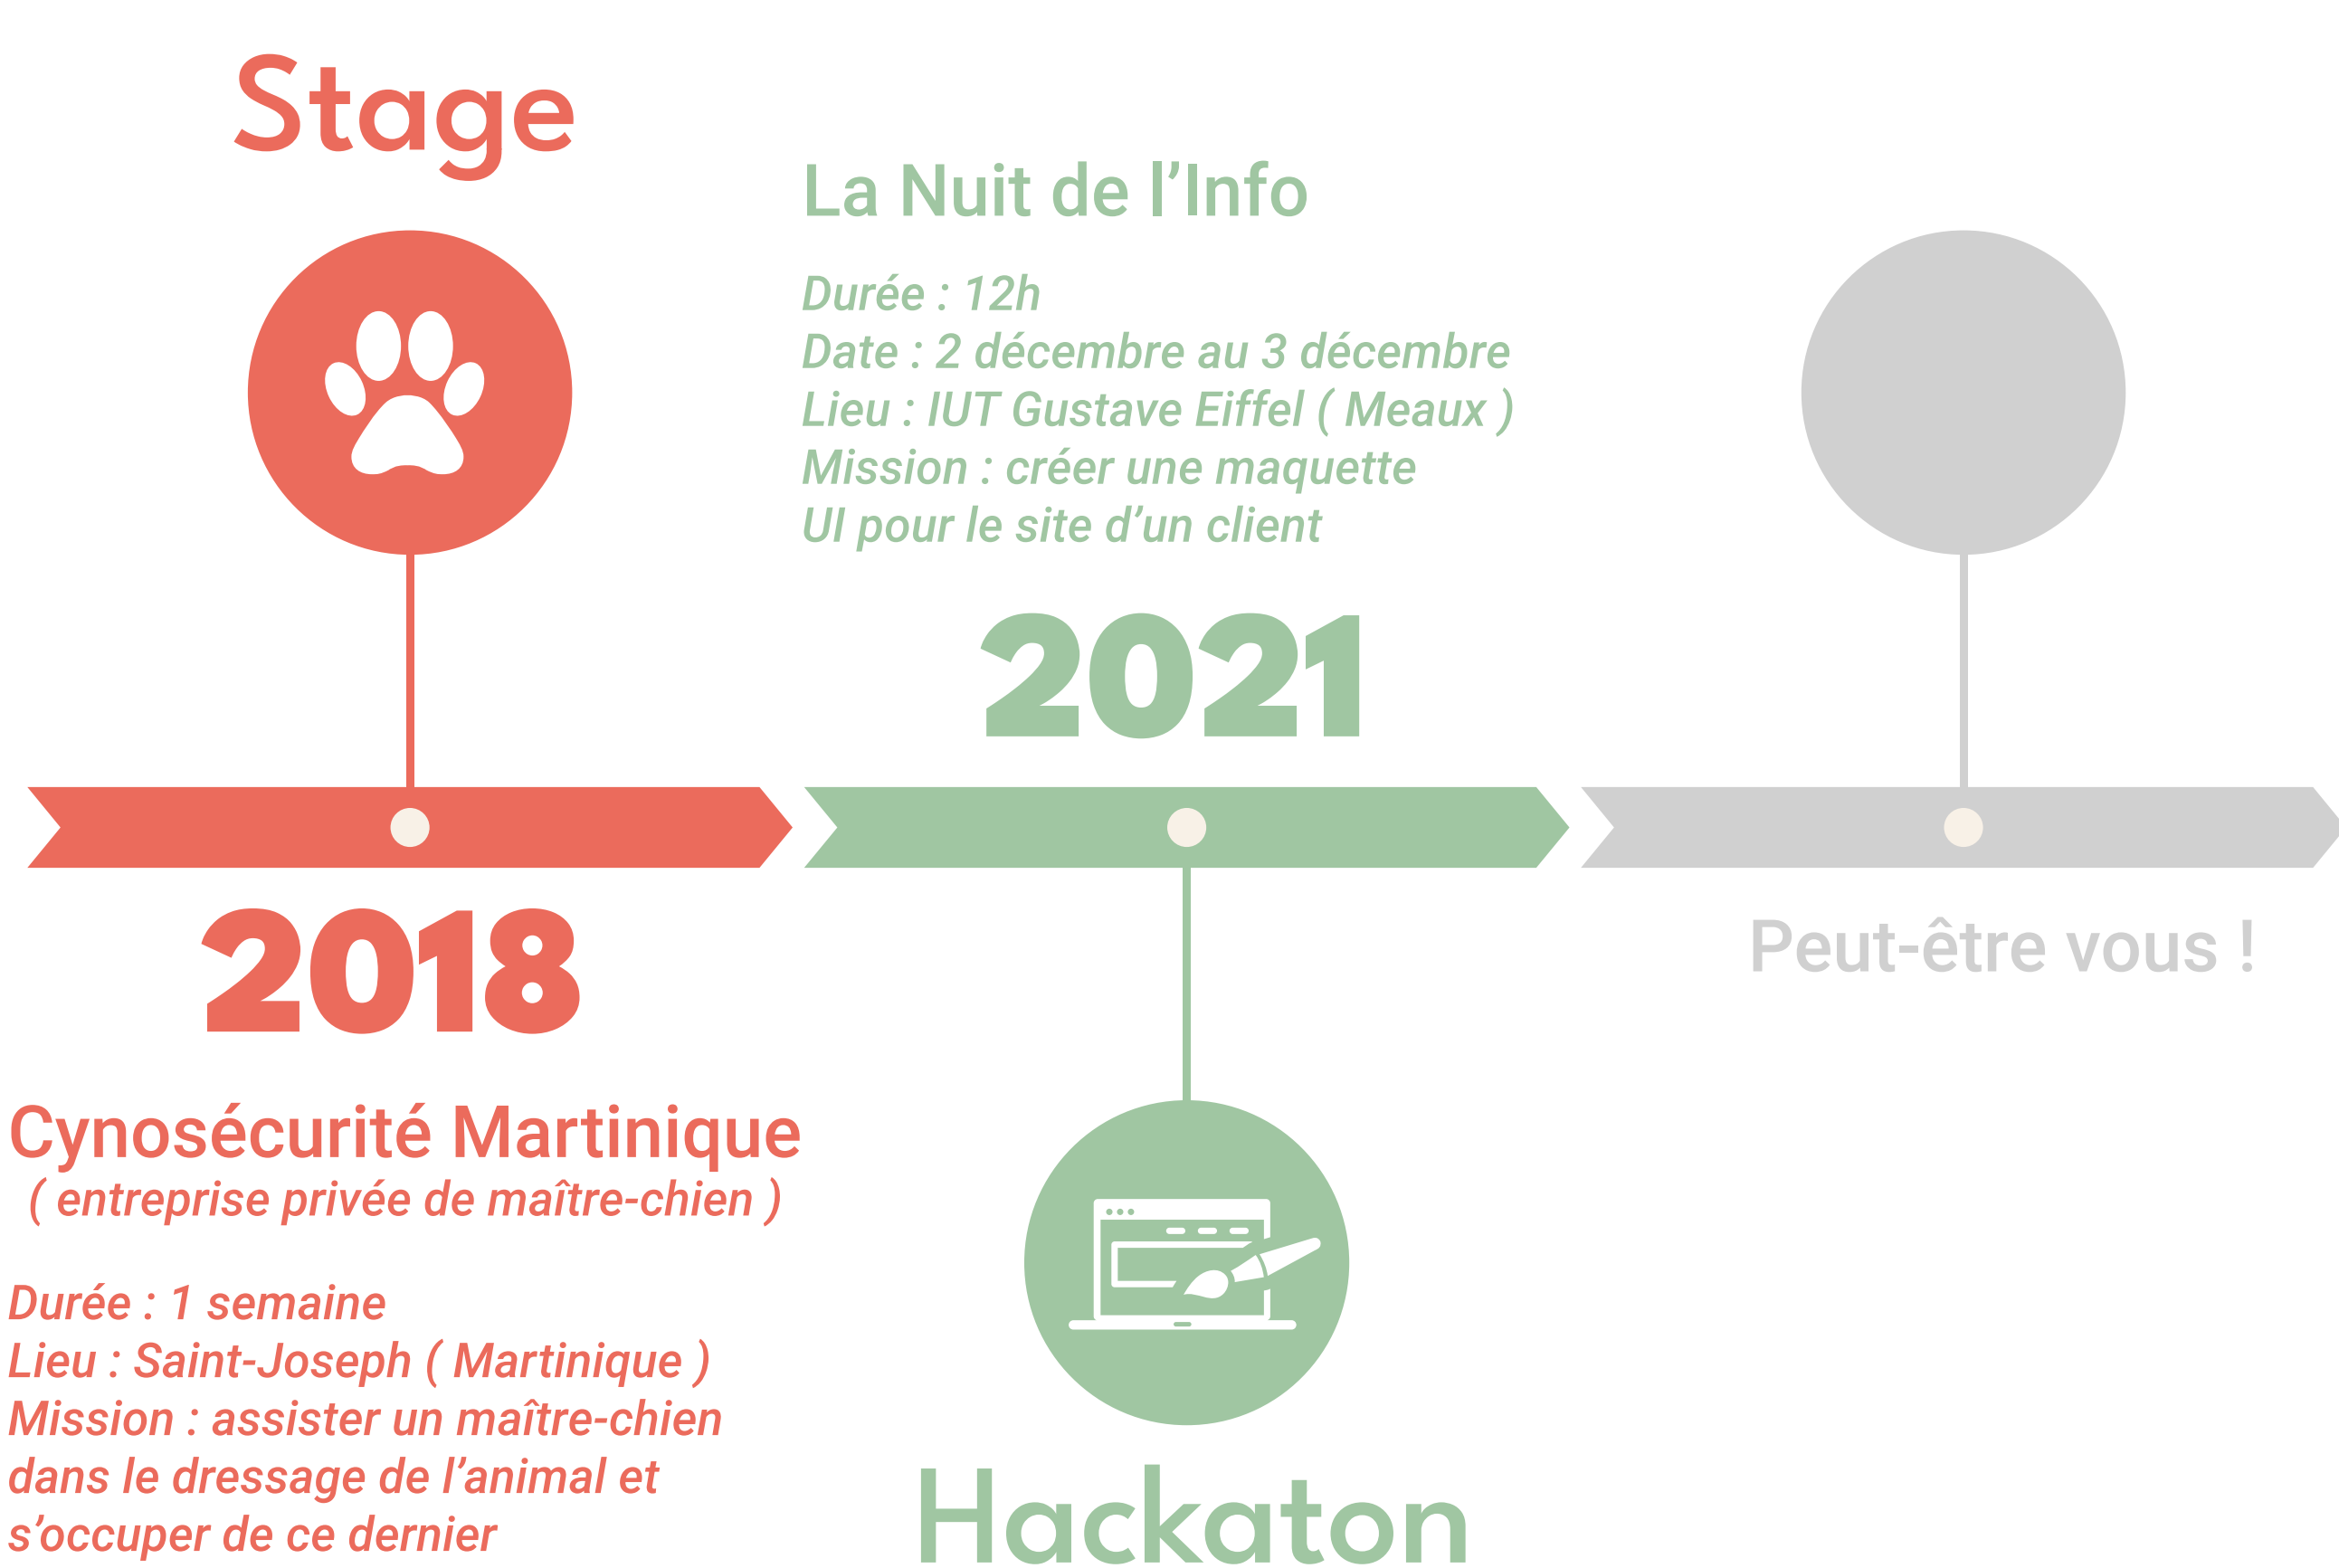 Stage
2018
Cynosécurité Martinique
( entreprise privée de maître-chien )
Durée : 1 semaine
Lieu : Saint-Joseph ( Martinique )
Mission : assister un maître-chien
dans le dressage de l’animal et
s’occuper de ce dernier
La Nuit de l’Info
Durée : 12h
Date : 2 décembre au 3 décembre
Lieu : IUT Gustave Eiffel ( Meaux )
Mission : créer une maquette
UI pour le site d’un client
2021
Hackaton
Peut-être vous !